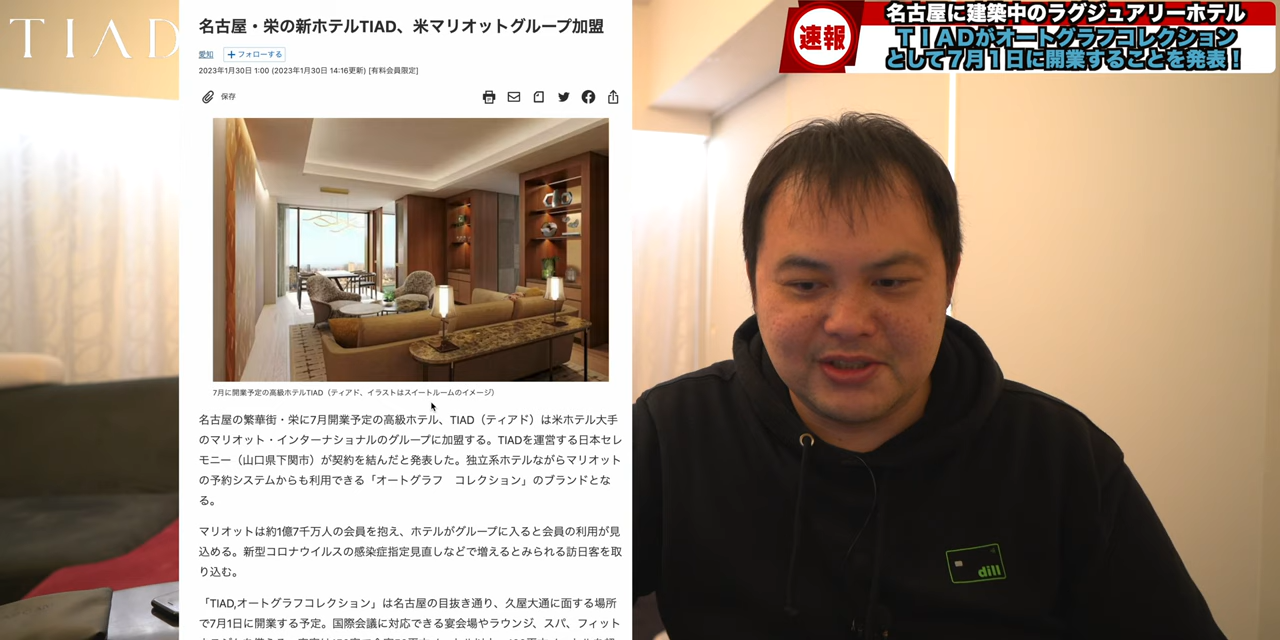 TIAD
名古屋・栄の新ホテルTIAD、米マリオットグループ加盟
愛知
+フォローする
2023年1月30日 1:00 (2023年1月30日 14:16更新) [有料会員限定]
保存
7月に開業予定の高級ホテルTIAD（ティアド、イラストはスイートルームのイメージ）
名古屋の繁華街・栄に7月開業予定の高級ホテル、TIAD（ティアド）は米ホテル大手
のマリオット・インターナショナルのグループに加盟する。TIADを運営する日本セレ
モニー（山口県下関市）が契約を結んだと発表した。独立系ホテルながらマリオット
の予約システムからも利用できる「オートグラフ　コレクション」のブランドとな
る。
マリオットは約1億7千万人の会員を抱え、ホテルがグループに入ると会員の利用が見
込める。新型コロナウイルスの感染症指定見直しなどで増えるとみられる訪日客を取
り込む。
「TIAD,オートグラフコレクション」は名古屋の目抜き通り、久屋大通に面する場所
で7月1日に開業する予定。国際会議に対応できる宴会場やラウンジ、スパ、フィット
速報
名古屋に建築中のラグジュアリーホテル
ＴＩＡＤがオートグラフコレクション
として７月１日に開業することを発表！
dill